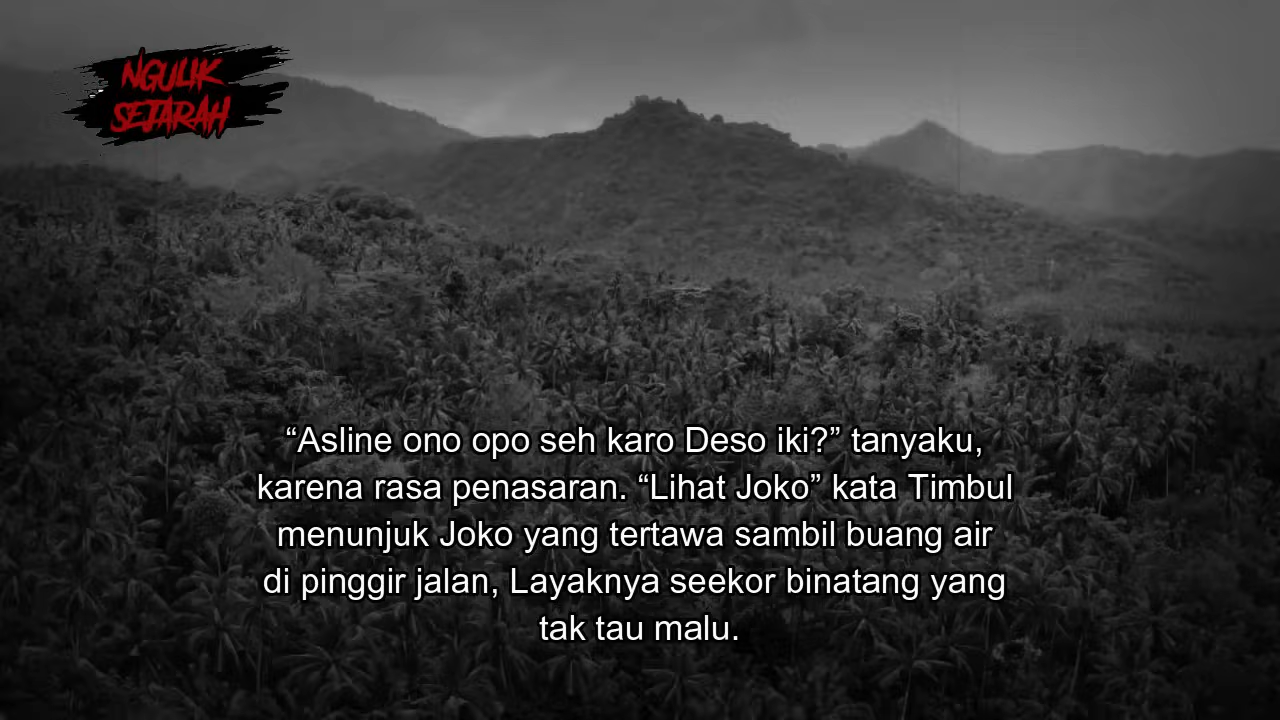 NGULIK
SEJARAH
“Asline ono opo seh karo Deso iki?” tanyaku,
karena rasa penasaran. “Lihat Joko” kata Timbul
menunjuk Joko yang tertawa sambil buang air
di pinggir jalan, Layaknya seekor binatang yang
tak tau malu.